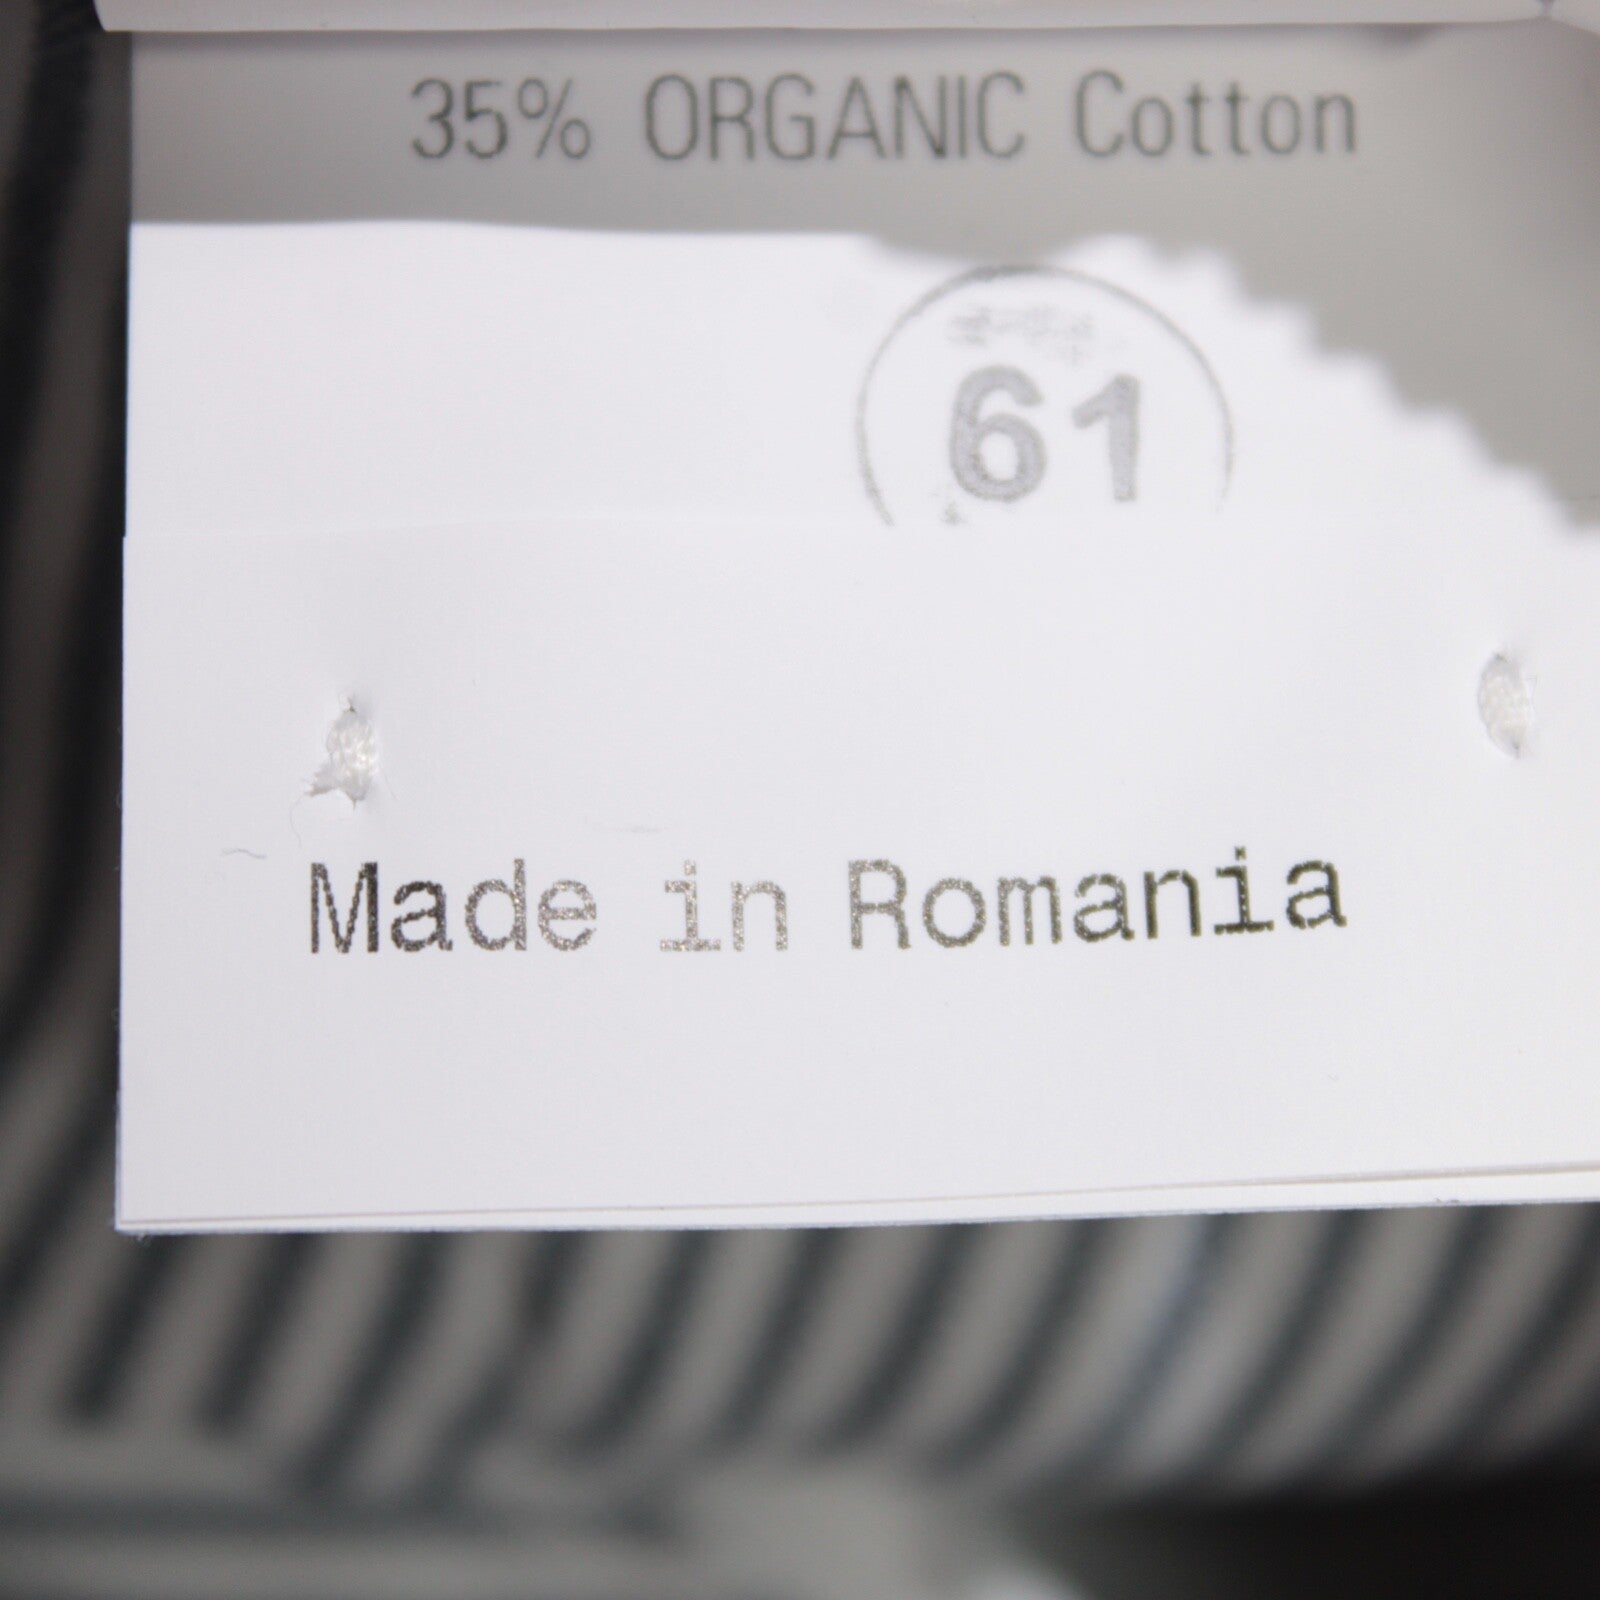 35% ORGANIC Cotton
61
Made in Romania